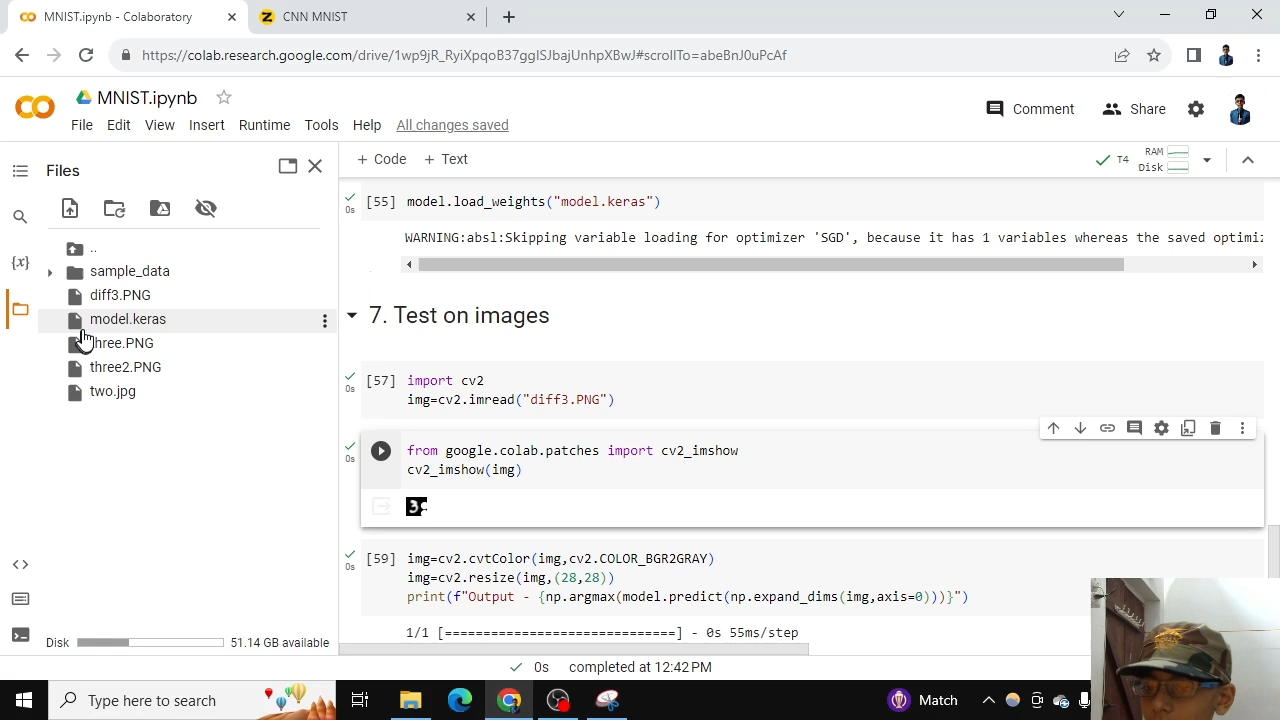 MNIST.ipynb - Colaboratory
CNN MNIST
https://colab.research.google.com/drive/1wp9jR_RyiXpqoB37ggISJbajUnhpXBwJ#scrollTo=abeBnJ0uPcAf
MNIST.ipynb
File Edit View Insert Runtime Tools Help All changes saved
Comment
Share
Files
+ Code + Text
T4
RAM
Disk
..
sample_data
diff3.PNG
model.keras
three.PNG
three2.PNG
two.jpg
Disk
51.14 GB available
[55] model.load_weights("model.keras")
0s
WARNING:absl:Skipping variable loading for optimizer 'SGD', because it has 1 variables whereas the saved optimiz
7. Test on images
[57] import cv2
0s
img=cv2.imread("diff3.PNG")
from google.colab.patches import cv2_imshow
0s
cv2_imshow(img)
3
[59] img=cv2.cvtColor(img,cv2.COLOR_BGR2GRAY)
0s
img=cv2.resize(img,(28,28))
print(f"Output - {np.argmax(model.predict(np.expand_dims(img,axis=0)))}")
1/1 [==============================] - 0s 55ms/step
0s completed at 12:42 PM
Type here to search
Match